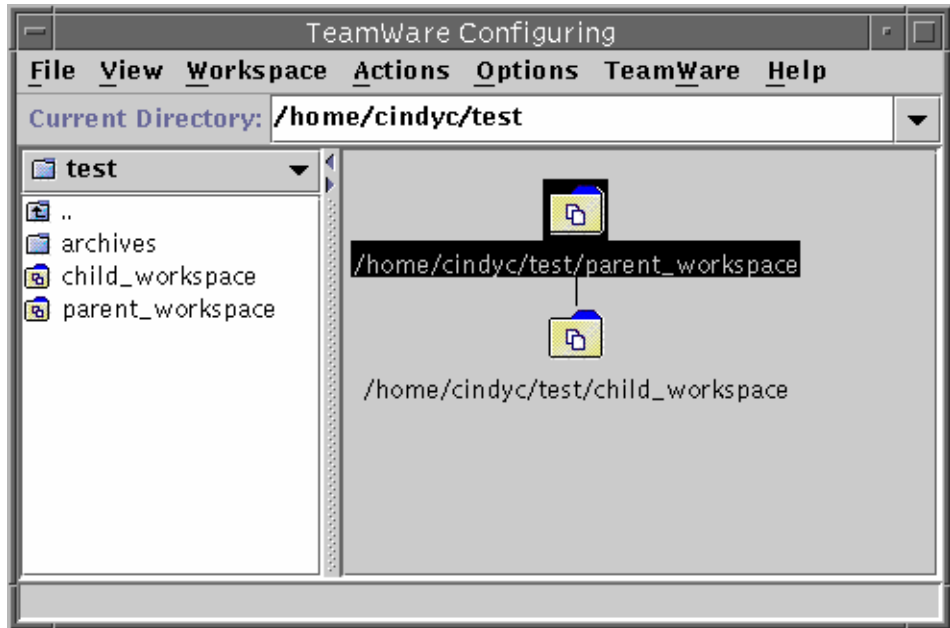 TeamWare Configuring
File View Workspace Actions Options TeamWare Help
Current Directory: /home/cindyc/test
test
..
archives
child_workspace
parent_workspace
/home/cindyc/test/parent_workspace
/home/cindyc/test/child_workspace